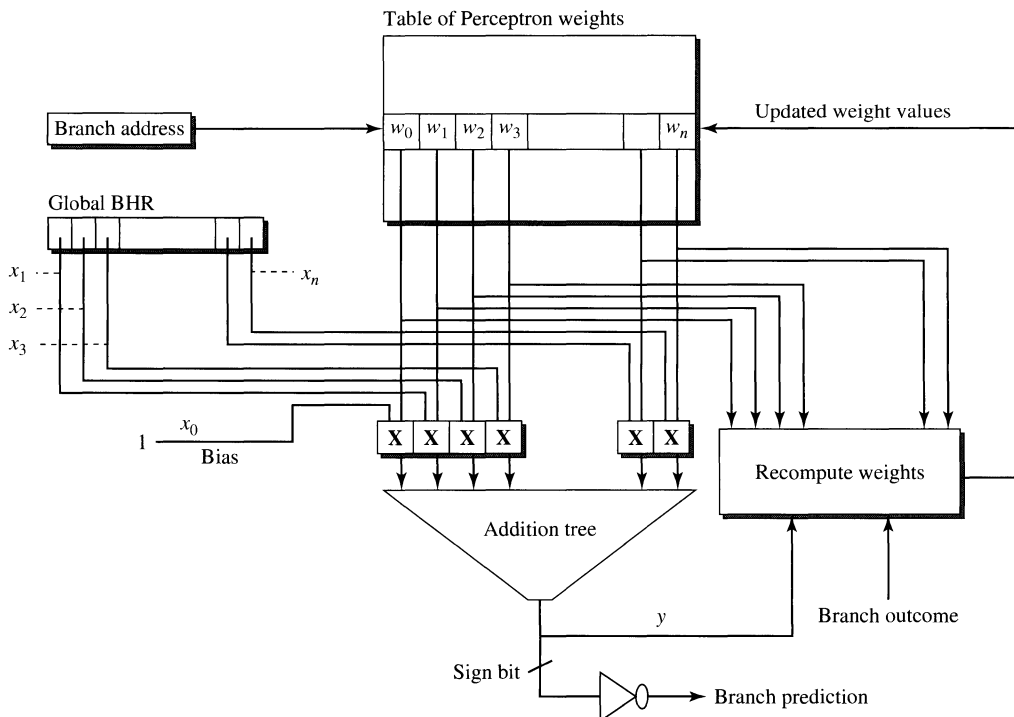 Table of Perceptron weights
Branch address
w0 w1 w2 w3 wn
Updated weight values
Global BHR
x1
xn
x2
x3
x0
1
Bias
X X X X X X
Recompute weights
Addition tree
y
Branch outcome
Sign bit
Branch prediction